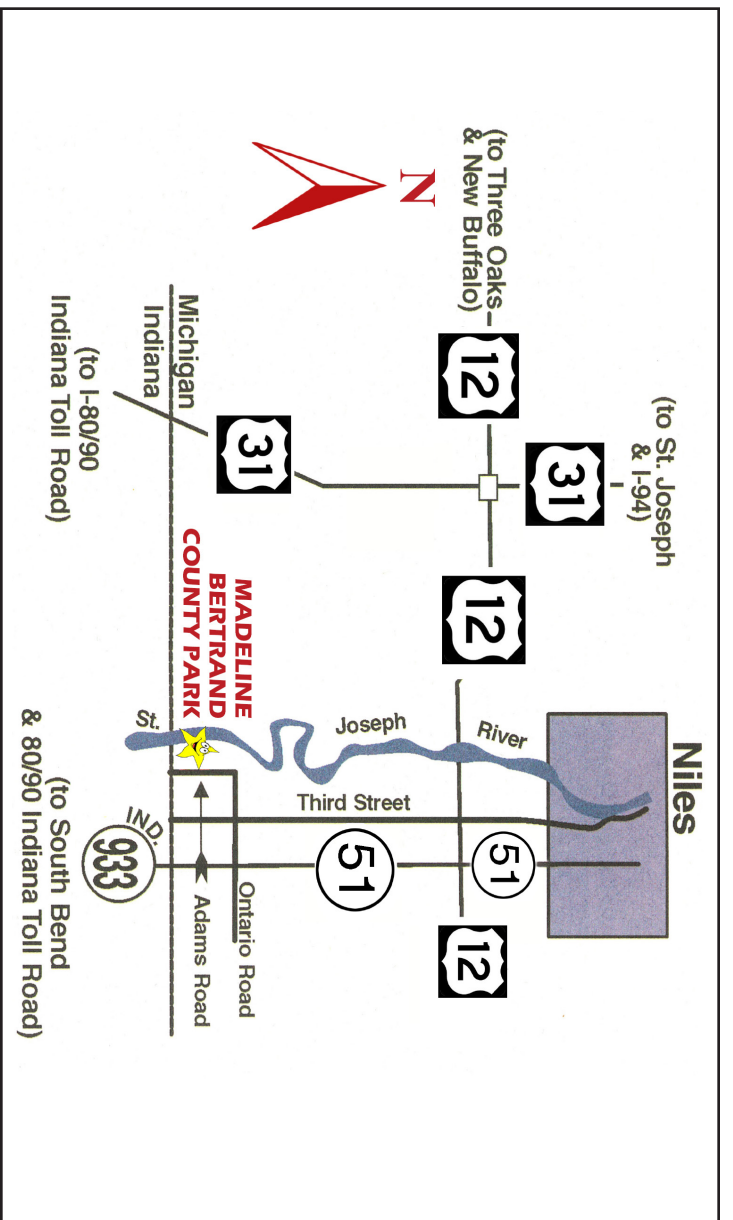 Niles
(to St. Joseph
& I-94)
31
(to Three Oaks
& New Buffalo)
12
12
12
N
River
Joseph
St.
Third Street
51
51
31
MADELINE
BERTRAND
COUNTY PARK
Ontario Road
Adams Road
Michigan
Indiana
IND.
933
(to I-80/90
Indiana Toll Road)
(to South Bend
& 80/90 Indiana Toll Road)